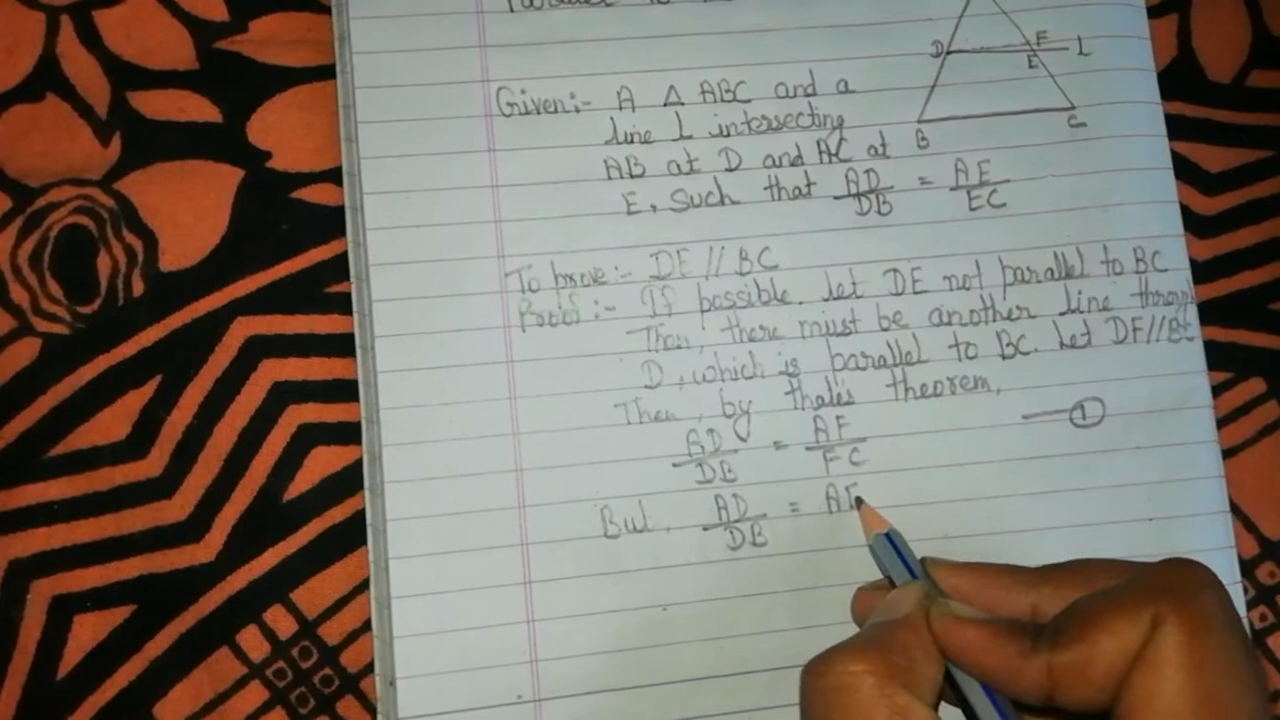 D F L
E
B C
Given:- A Δ ABC and a
line L intersecting
AB at D and AC at
E, Such that AD/DB = AE/EC
To prove:- DE // BC
Proof:- If possible, let DE not parallel to BC
Then, there must be another line through
D, which is parallel to BC. Let DF//BC
Then, by thale's theorem,
AD/DB = AF/FC —①
But, AD/DB = AE